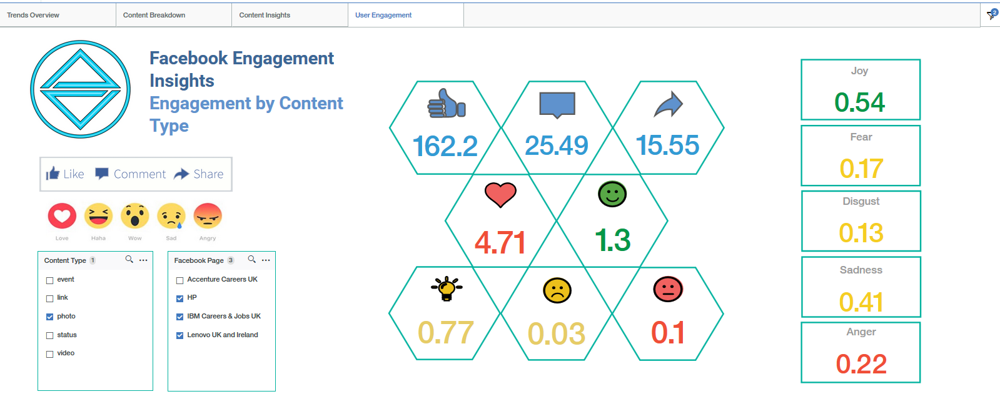 Trends Overview
Content Breakdown
Content Insights
User Engagement
2
Facebook Engagement
Insights
Engagement by Content
Type
Like
Comment
Share
Love
Haha
Wow
Sad
Angry
Content Type 1
event
link
photo
status
video
Facebook Page 3
Accenture Careers UK
HP
IBM Careers & Jobs UK
Lenovo UK and Ireland
162.2
25.49
15.55
4.71
1.3
0.77
0.03
0.1
Joy
0.54
Fear
0.17
Disgust
0.13
Sadness
0.41
Anger
0.22